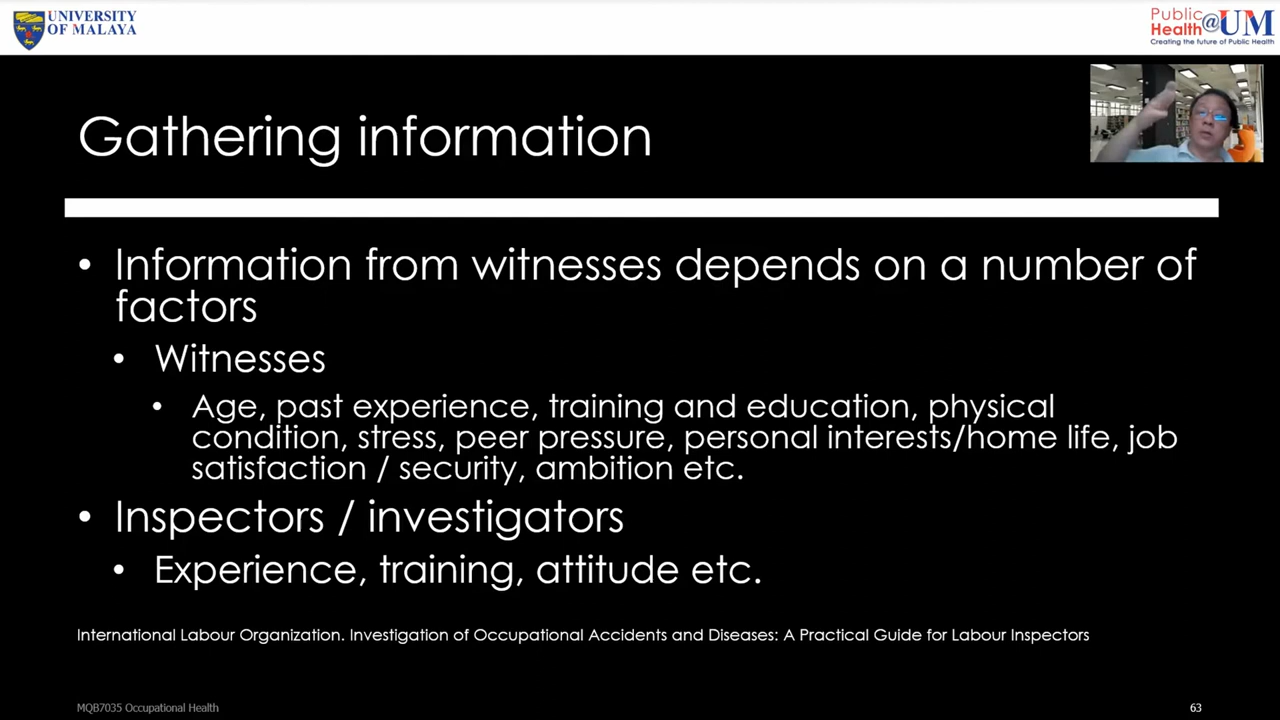 UNIVERSITY
OF MALAYA
Public
Health@UM
Creating the future of Public Health
Gathering information
• Information from witnesses depends on a number of
factors
• Witnesses
• Age, past experience, training and education, physical
condition, stress, peer pressure, personal interests/home life, job
satisfaction / security, ambition etc.
• Inspectors / investigators
• Experience, training, attitude etc.
International Labour Organization. Investigation of Occupational Accidents and Diseases: A Practical Guide for Labour Inspectors
MQB7035 Occupational Health
63